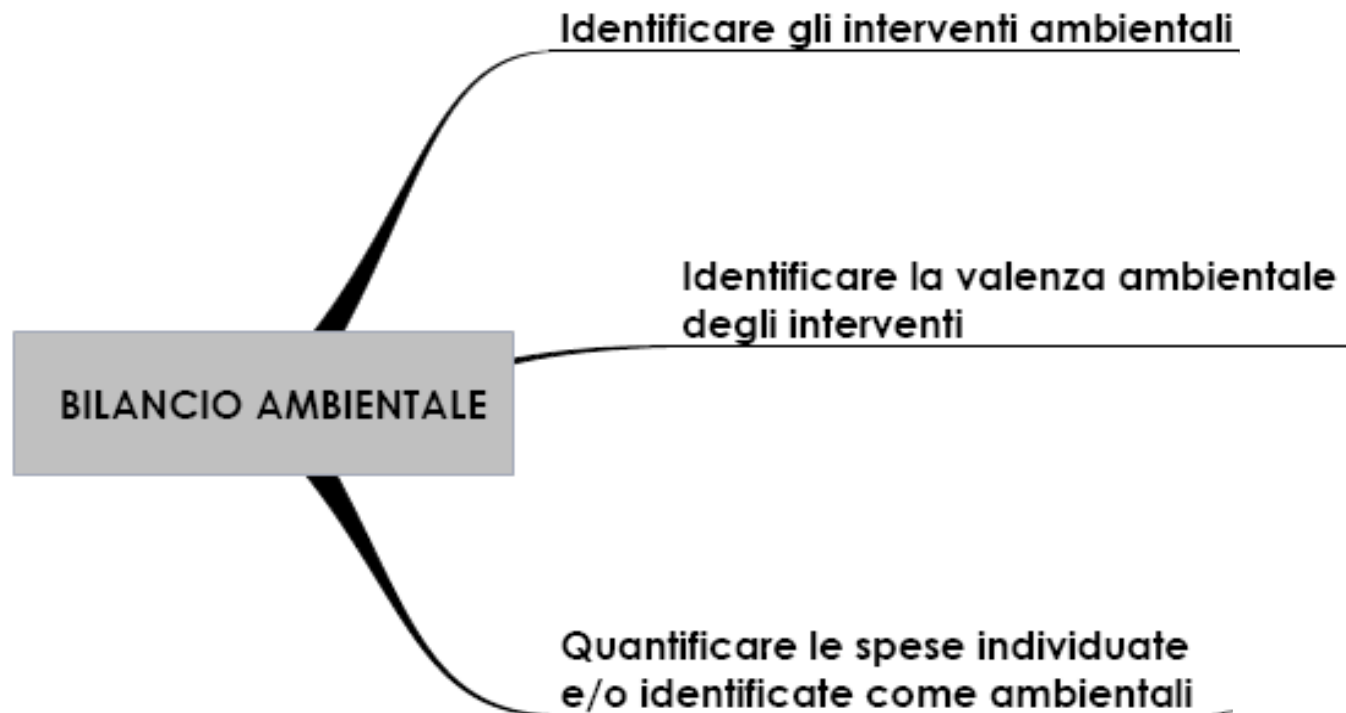 Identificare gli interventi ambientali
Identificare la valenza ambientale
degli interventi
BILANCIO AMBIENTALE
Quantificare le spese individuate
e/o identificate come ambientali